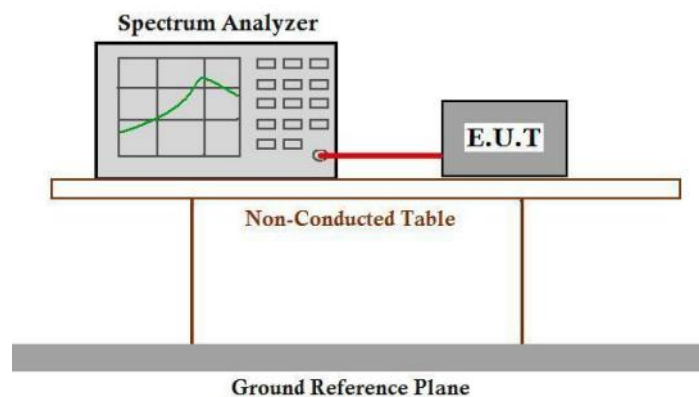 Spectrum Analyzer
E.U.T
Non-Conducted Table
Ground Reference Plane